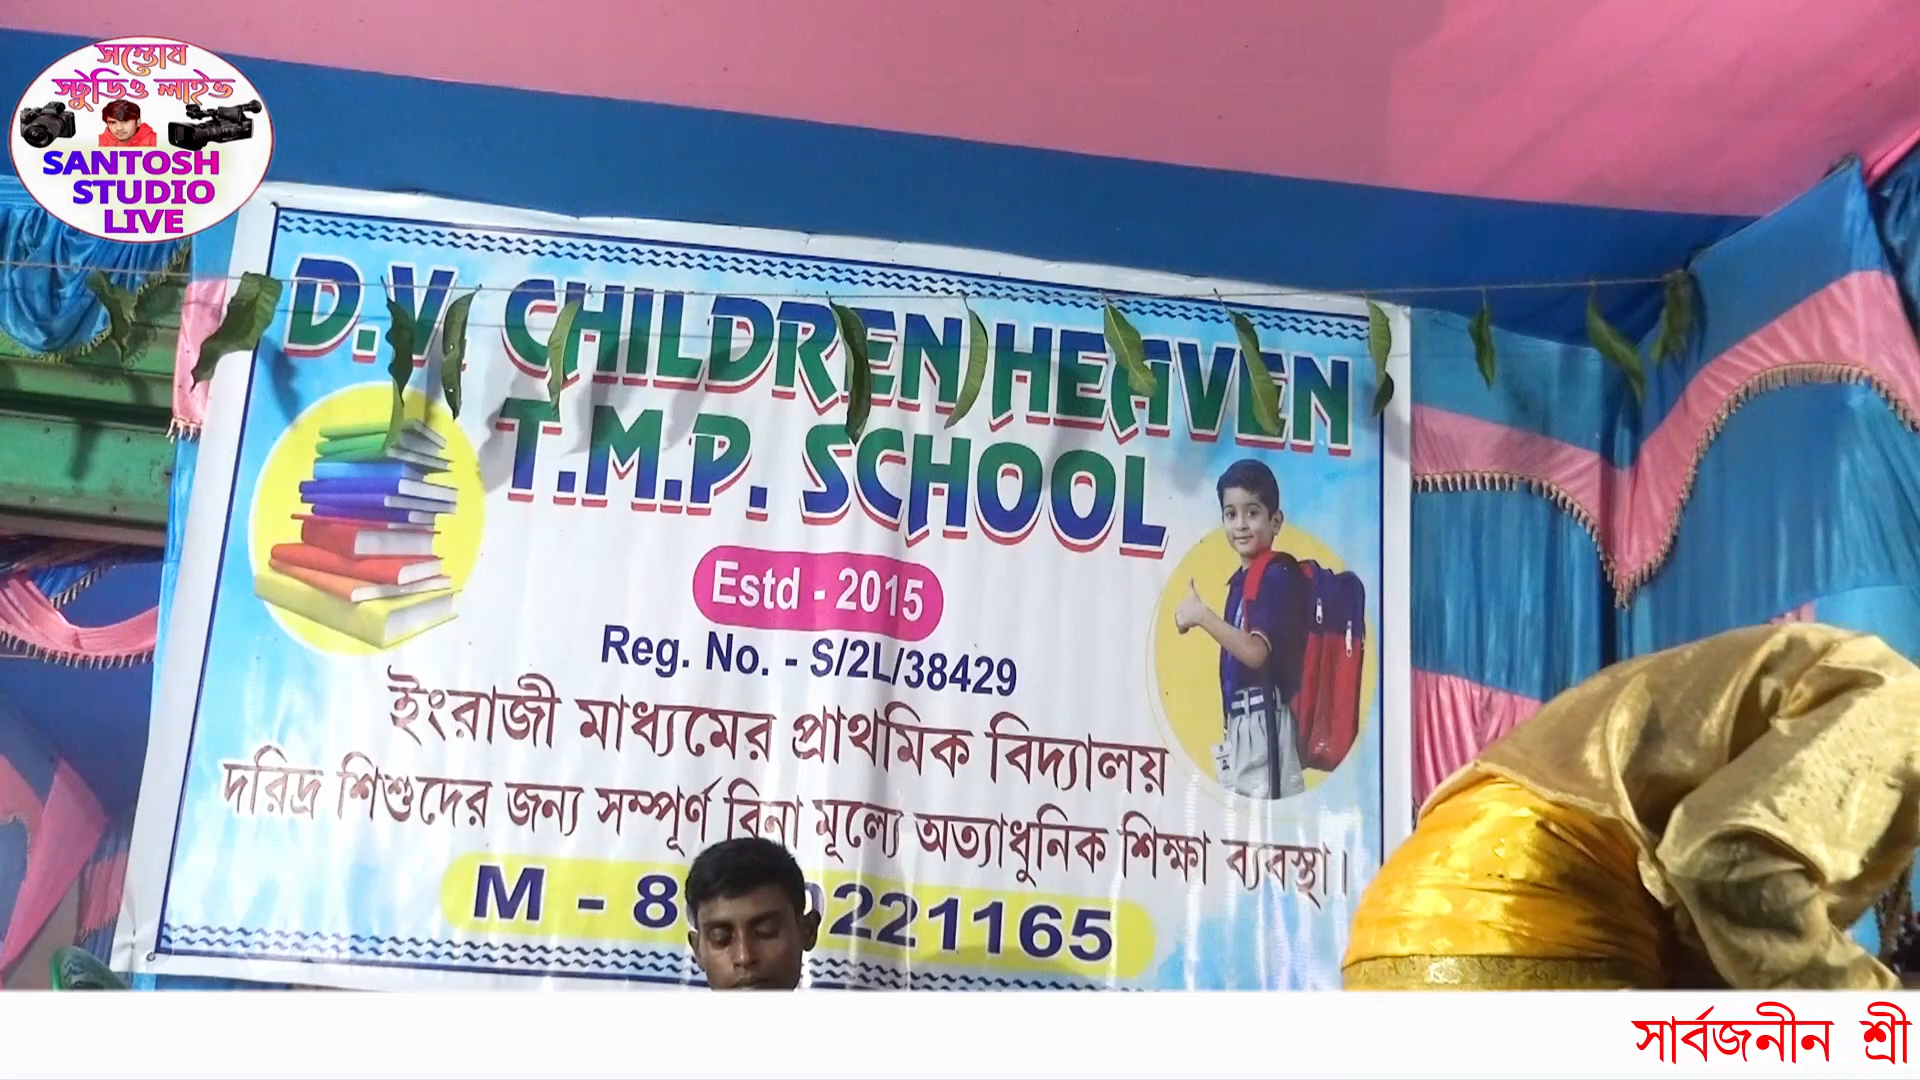 সন্তোষ
স্টুডিও লাইভ
SANTOSH
STUDIO
LIVE
D.V. CHILDREN HEAVEN
T.M.P. SCHOOL
Estd - 2015
Reg. No. - S/2L/38429
ইংরাজী মাধ্যমের প্রাথমিক বিদ্যালয়
দরিদ্র শিশুদের জন্য সম্পূর্ণ বিনা মূল্যে অত্যাধুনিক শিক্ষা ব্যবস্থা।
M - 8
221165
সার্বজনীন শ্রী